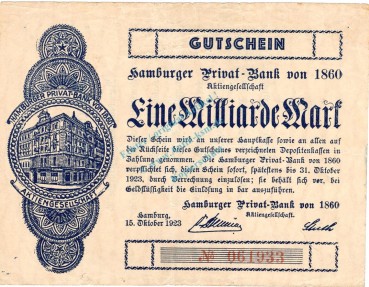 GUTSCHEIN
Hamburger Privat-Bank von 1860
Aktiengesellschaft
Eine Milliarde Mark
Dieser Schein wird an unserer Hauptkasse sowie an allen auf
der Rückseite dieses Gutscheines verzeichneten Depositenkassen in
Zahlung genommen. Die Hamburger Privat-Bank von 1860
verpflichtet sich, diesen Schein sofort, spätestens bis 31. Oktober
1923, durch Verrechnung einzulösen; sie behält sich vor, bei
Geldflüssigkeit die Einlösung in bar auszuführen.
Hamburger Privat-Bank von 1860
Aktiengesellschaft.
Hamburg,
15. Oktober 1923
№ 061933
HAMBURGER PRIVAT-BANK VON 1860
AKTIENGESELLSCHAFT